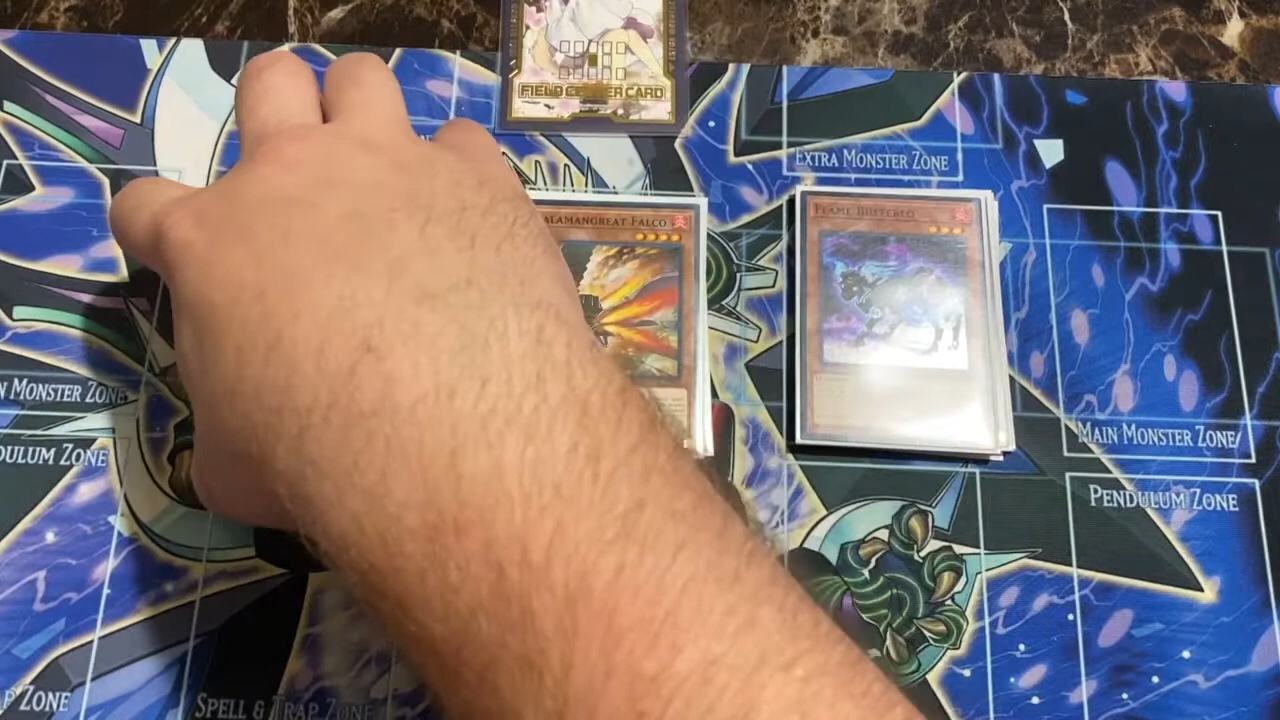 FIELD CENTER CARD
EXTRA MONSTER ZONE
ALAMANGREAT FALCO
FLAME BUFFERLO
N MONSTER ZONE
DULUM ZONE
MAIN MONSTER ZONE
PENDULUM ZONE
P ZONE
SPELL & TRAP ZONE